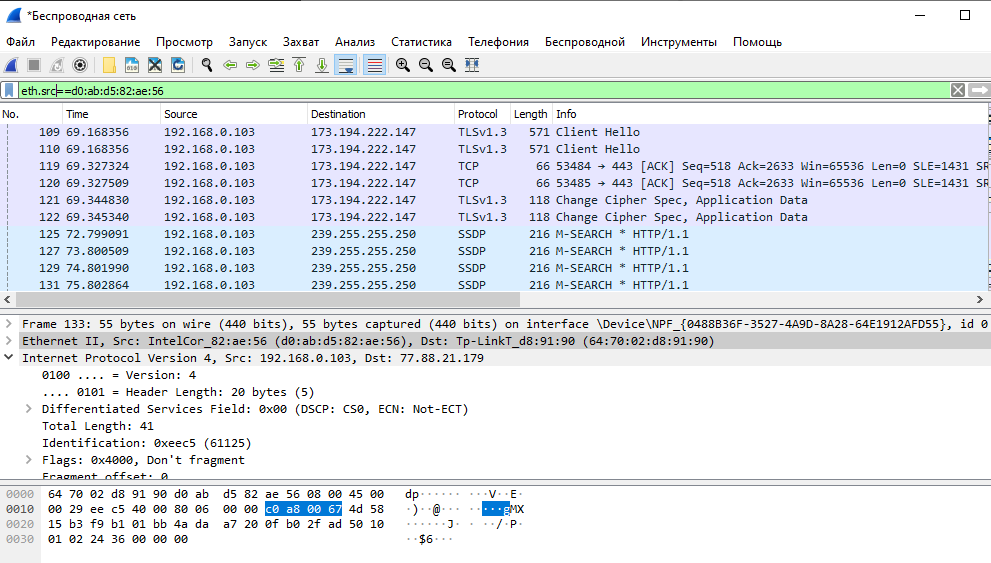 *Беспроводная сеть
Файл Редактирование Просмотр Запуск Захват Анализ Статистика Телефония Беспроводной Инструменты Помощь
eth.src==d0:ab:d5:82:ae:56
No. Time Source Destination Protocol Length Info
109 69.168356 192.168.0.103 173.194.222.147 TLSv1.3 571 Client Hello
110 69.168356 192.168.0.103 173.194.222.147 TLSv1.3 571 Client Hello
119 69.327324 192.168.0.103 173.194.222.147 TCP 66 53484 → 443 [ACK] Seq=518 Ack=2633 Win=65536 Len=0 SLE=1431 SR
120 69.327509 192.168.0.103 173.194.222.147 TCP 66 53485 → 443 [ACK] Seq=518 Ack=2633 Win=65536 Len=0 SLE=1431 SR
121 69.344830 192.168.0.103 173.194.222.147 TLSv1.3 118 Change Cipher Spec, Application Data
122 69.345340 192.168.0.103 173.194.222.147 TLSv1.3 118 Change Cipher Spec, Application Data
125 72.799091 192.168.0.103 239.255.255.250 SSDP 216 M-SEARCH * HTTP/1.1
127 73.800509 192.168.0.103 239.255.255.250 SSDP 216 M-SEARCH * HTTP/1.1
129 74.801990 192.168.0.103 239.255.255.250 SSDP 216 M-SEARCH * HTTP/1.1
131 75.802864 192.168.0.103 239.255.255.250 SSDP 216 M-SEARCH * HTTP/1.1
Frame 133: 55 bytes on wire (440 bits), 55 bytes captured (440 bits) on interface \Device\NPF_{0488B36F-3527-4A9D-8A28-64E1912AFD55}, id 0
Ethernet II, Src: IntelCor_82:ae:56 (d0:ab:d5:82:ae:56), Dst: Tp-LinkT_d8:91:90 (64:70:02:d8:91:90)
Internet Protocol Version 4, Src: 192.168.0.103, Dst: 77.88.21.179
0100 .... = Version: 4
.... 0101 = Header Length: 20 bytes (5)
Differentiated Services Field: 0x00 (DSCP: CS0, ECN: Not-ECT)
Total Length: 41
Identification: 0xeec5 (61125)
Flags: 0x4000, Don't fragment
Fragment offset: 0
0000 64 70 02 d8 91 90 d0 ab d5 82 ae 56 08 00 45 00 dp······ ···V··E·
0010 00 29 ee c5 40 00 80 06 00 00 c0 a8 00 67 4d 58 ·)··@··· ·····gMX
0020 15 b3 f9 b1 01 bb 4a da a7 20 0f b0 2f ad 50 10 ······J· · ··/·P·
0030 01 02 24 36 00 00 00 ··$6···